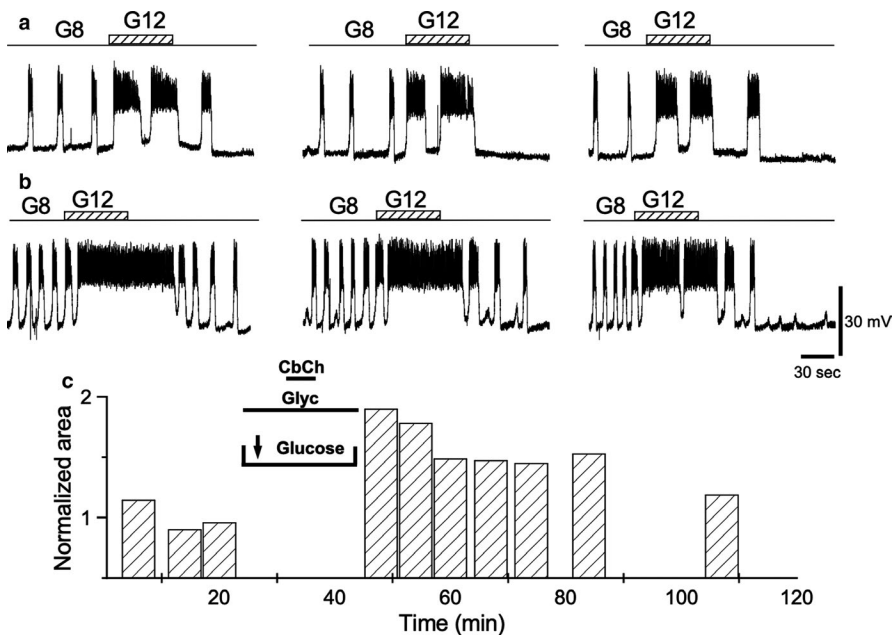 a
G8 G12 G8 G12 G8 G12
b
G8 G12 G8 G12 G8 G12
30 mV
30 sec
c
CbCh
Glyc
Glucose
2
1
Normalized area
20 40 60 80 100 120
Time (min)